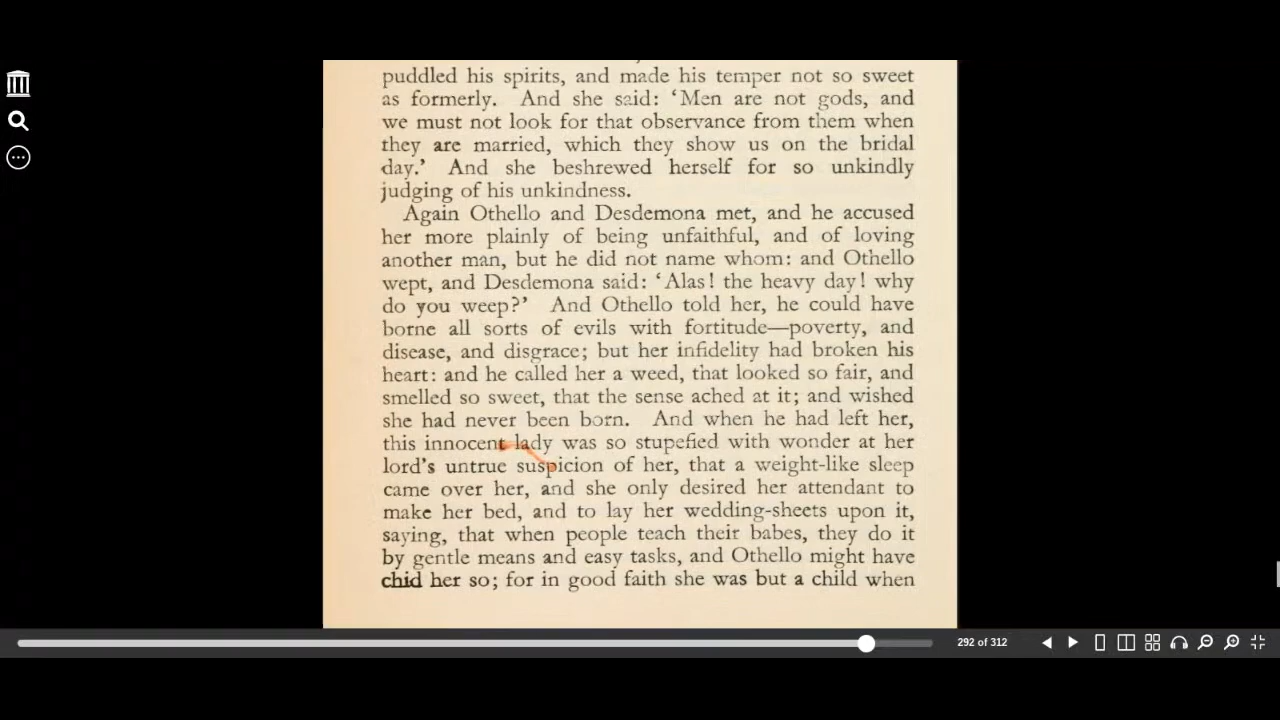 puddled his spirits, and made his temper not so sweet
as formerly. And she said: ‘Men are not gods, and
we must not look for that observance from them when
they are married, which they show us on the bridal
day.’ And she beshrewed herself for so unkindly
judging of his unkindness.
Again Othello and Desdemona met, and he accused
her more plainly of being unfaithful, and of loving
another man, but he did not name whom: and Othello
wept, and Desdemona said: ‘Alas! the heavy day! why
do you weep?’ And Othello told her, he could have
borne all sorts of evils with fortitude—poverty, and
disease, and disgrace; but her infidelity had broken his
heart: and he called her a weed, that looked so fair, and
smelled so sweet, that the sense ached at it; and wished
she had never been born. And when he had left her,
this innocent lady was so stupefied with wonder at her
lord's untrue suspicion of her, that a weight-like sleep
came over her, and she only desired her attendant to
make her bed, and to lay her wedding-sheets upon it,
saying, that when people teach their babes, they do it
by gentle means and easy tasks, and Othello might have
chid her so; for in good faith she was but a child when
292 of 312